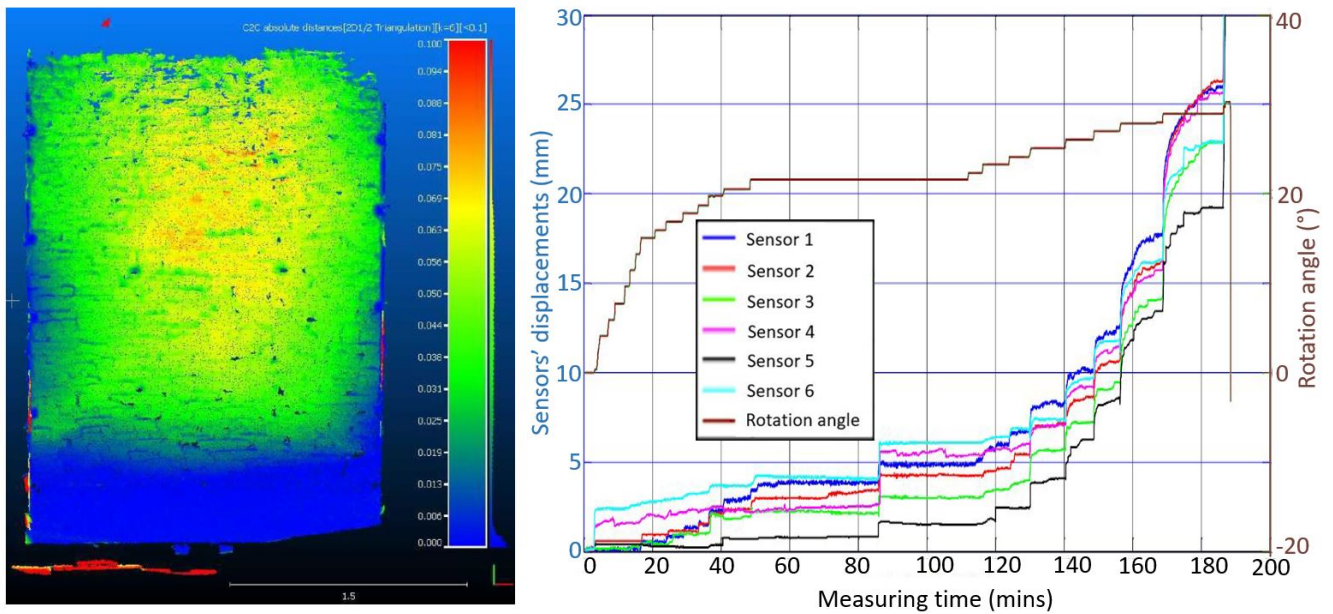 C2C absolute distances[2D1/2 Triangulation][k=6][<0.1]
0.100
0.094
0.088
0.081
0.075
0.069
0.063
0.056
0.050
0.044
0.038
0.031
0.025
0.019
0.013
0.006
0.000
1.5
Sensors' displacements (mm)
30
25
20
15
10
5
0
Sensor 1
Sensor 2
Sensor 3
Sensor 4
Sensor 5
Sensor 6
Rotation angle
40
20
0
-20
Rotation angle (°)
0 20 40 60 80 100 120 140 160 180 200
Measuring time (mins)